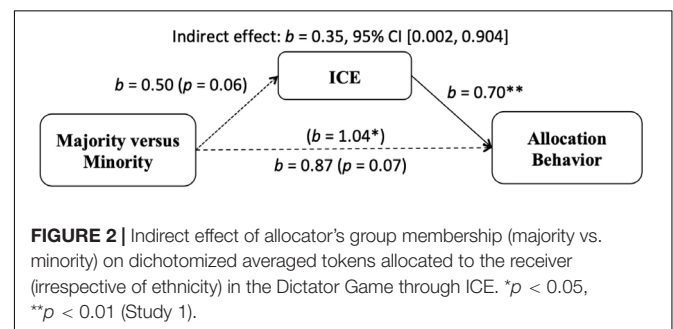 Indirect effect: b = 0.35, 95% CI [0.002, 0.904]
ICE
b = 0.50 (p = 0.06)
b = 0.70**
Majority versus
Minority
(b = 1.04*)
b = 0.87 (p = 0.07)
Allocation
Behavior
FIGURE 2 | Indirect effect of allocator's group membership (majority vs.
minority) on dichotomized averaged tokens allocated to the receiver
(irrespective of ethnicity) in the Dictator Game through ICE. *p < 0.05,
**p < 0.01 (Study 1).